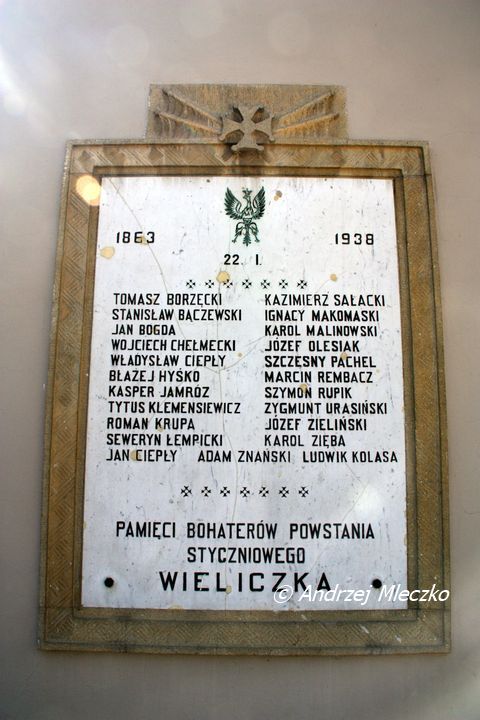 1863 1938
22. I.
TOMASZ BORZĘCKI KAZIMIERZ SAŁACKI
STANISŁAW BĄCZEWSKI IGNACY MAKOMASKI
JAN BOGDA KAROL MALINOWSKI
WOJCIECH CHEŁMECKI JÓZEF OLESIAK
WŁADYSŁAW CIEPŁY SZCZĘSNY PACHEL
BŁAŻEJ HYŚKO MARCIN REMBACZ
KASPER JAMRÓZ SZYMON RUPIK
TYTUS KLEMENSIEWICZ ZYGMUNT URASIŃSKI
ROMAN KRUPA JÓZEF ZIELIŃSKI
SEWERYN ŁEMPICKI KAROL ZIĘBA
JAN CIEPŁY ADAM ZNAŃSKI LUDWIK KOLASA
PAMIĘCI BOHATERÓW POWSTANIA
STYCZNIOWEGO
WIELICZKA
© Andrzej Mleczko